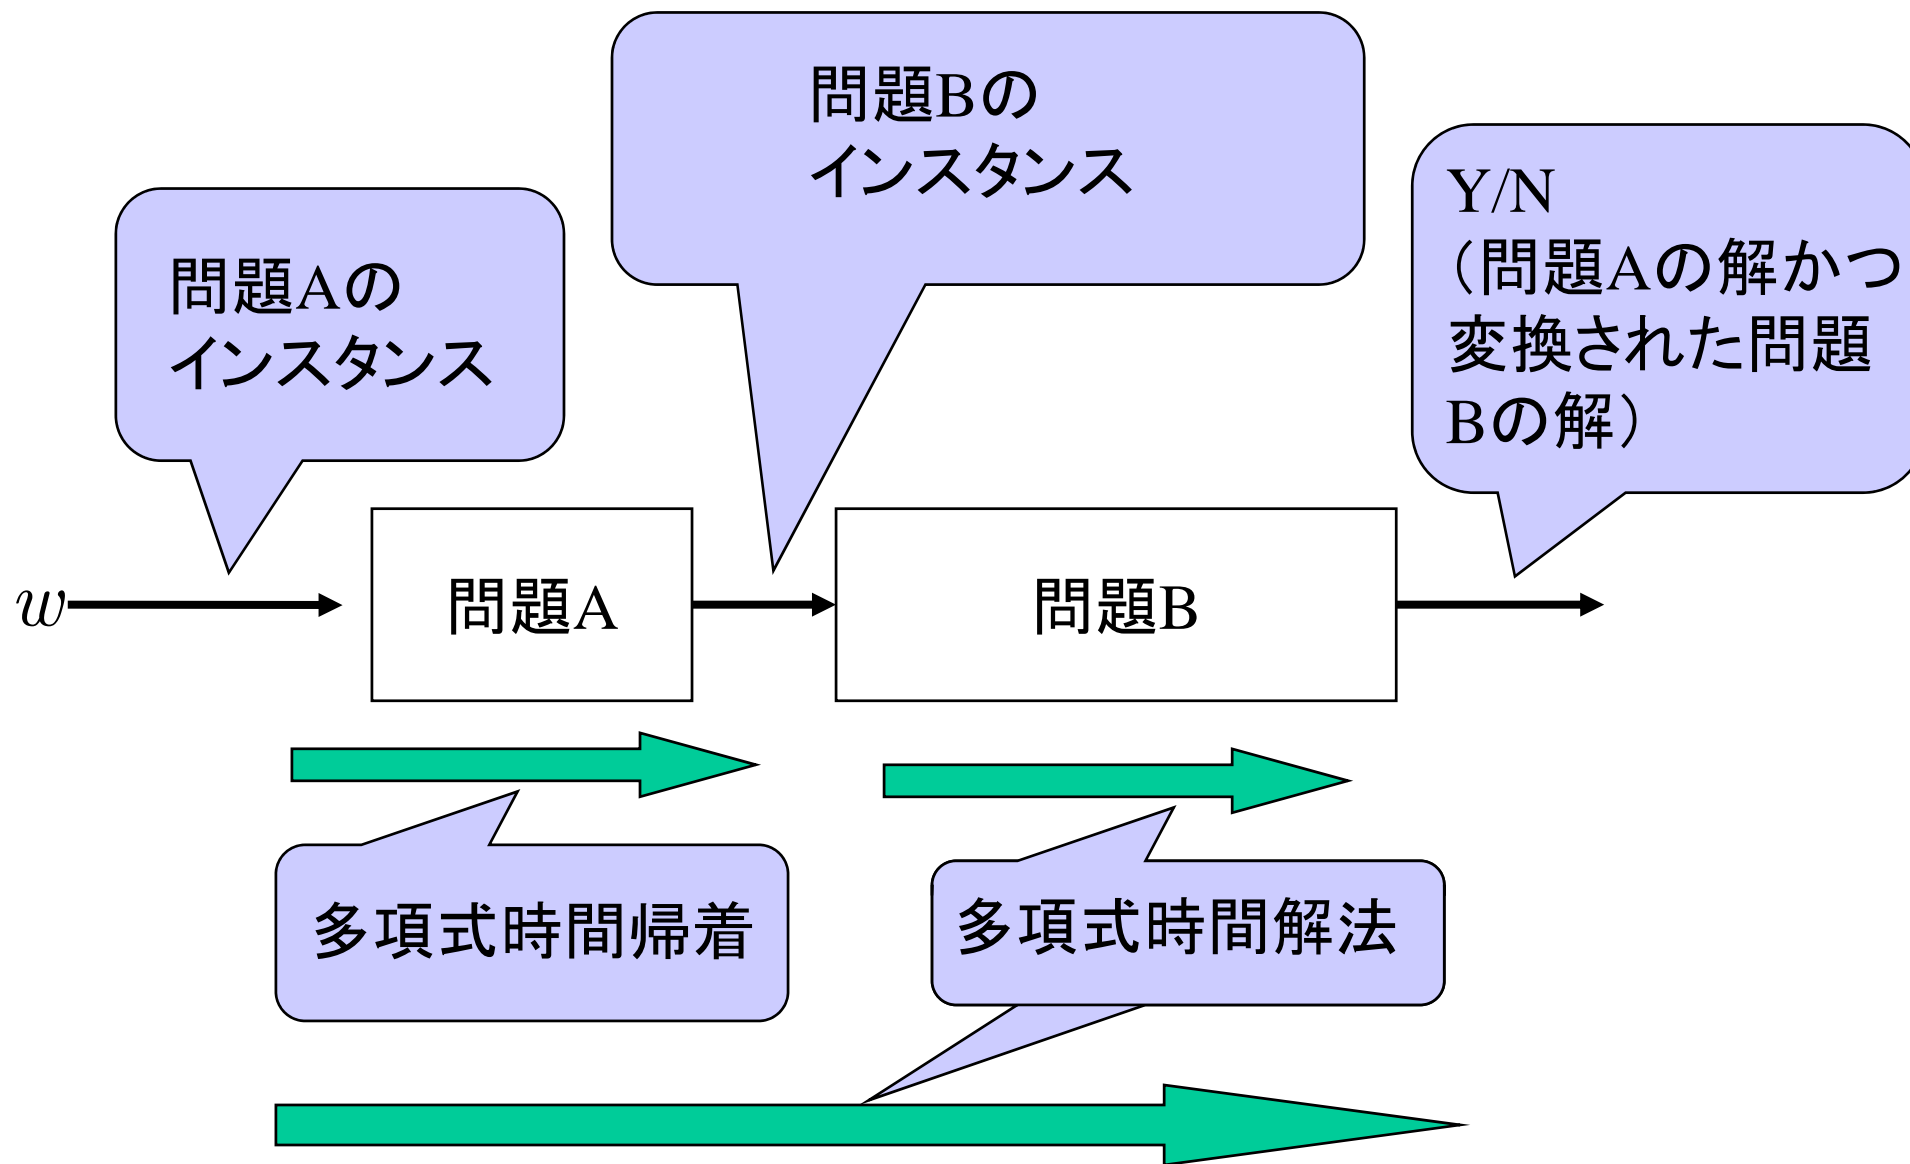 問題Bの
インスタンス
Y/N
（問題Aの解かつ
変換された問題
Bの解）
問題Aの
インスタンス
w
問題A
問題B
多項式時間帰着
多項式時間解法